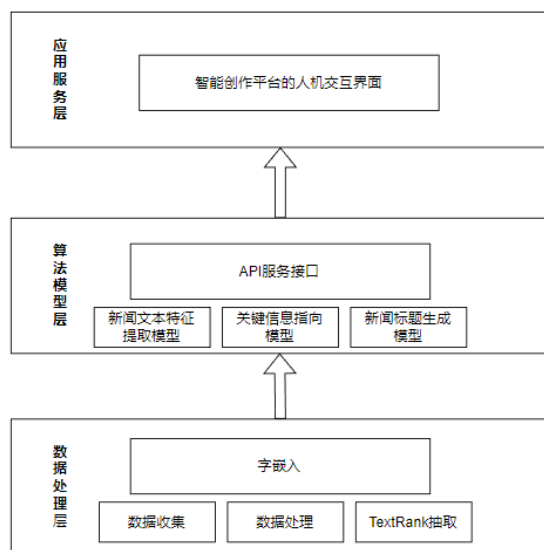 应用服务层
智能创作平台的人机交互界面
算法模型层
API服务接口
新闻文本特征
提取模型
关键信息指向
模型
新闻标题生成
模型
数据处理层
字嵌入
数据收集
数据处理
TextRank抽取